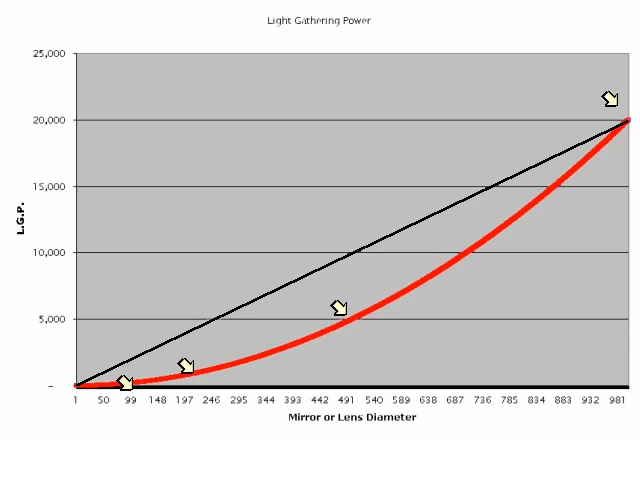 Light Gathering Power
25,000
20,000
15,000
10,000
5,000
-
L.G.P.
1 50 99 148 197 246 295 344 393 442 491 540 589 638 687 736 785 834 883 932 981
Mirror or Lens Diameter